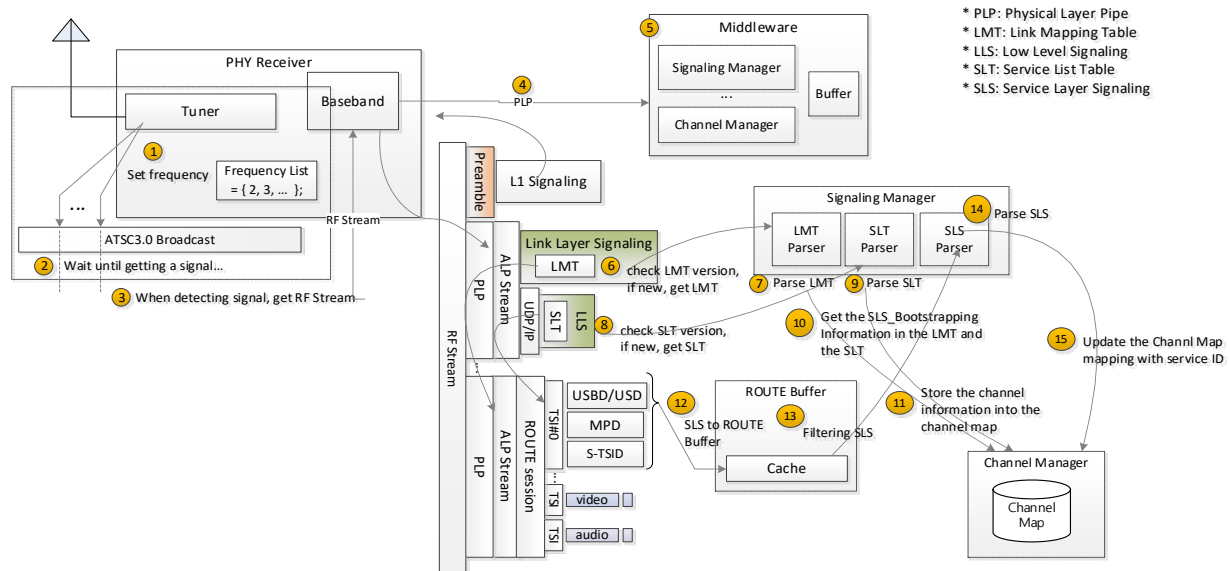 * PLP: Physical Layer Pipe
* LMT: Link Mapping Table
* LLS: Low Level Signaling
* SLT: Service List Table
* SLS: Service Layer Signaling
PHY Receiver
Tuner
Baseband
1
Set frequency
Frequency List
= { 2, 3, … };
...
RF Stream
ATSC3.0 Broadcast
2
Wait until getting a signal…
3
When detecting signal, get RF Stream
4
PLP
5
Middleware
Signaling Manager
...
Channel Manager
Buffer
RF Stream
Preamble
L1 Signaling
PLP
ALP Stream
Link Layer Signaling
LMT
6
check LMT version,
if new, get LMT
UDP/IP
SLT
LLS
8
check SLT version,
if new, get SLT
...
PLP
ALP Stream
ROUTE session
TSI#0
USBD/USD
MPD
S-TSID
...
TSI
video
TSI
audio
12
SLS to ROUTE
Buffer
ROUTE Buffer
13
Filtering SLS
Cache
Signaling Manager
LMT
Parser
SLT
Parser
SLS
Parser
14
Parse SLS
7
Parse LMT
9
Parse SLT
10
Get the SLS_Bootstrapping
Information in the LMT and
the SLT
15
Update the Channl Map
mapping with service ID
11
Store the channel
information into the
channel map
Channel Manager
Channel
Map